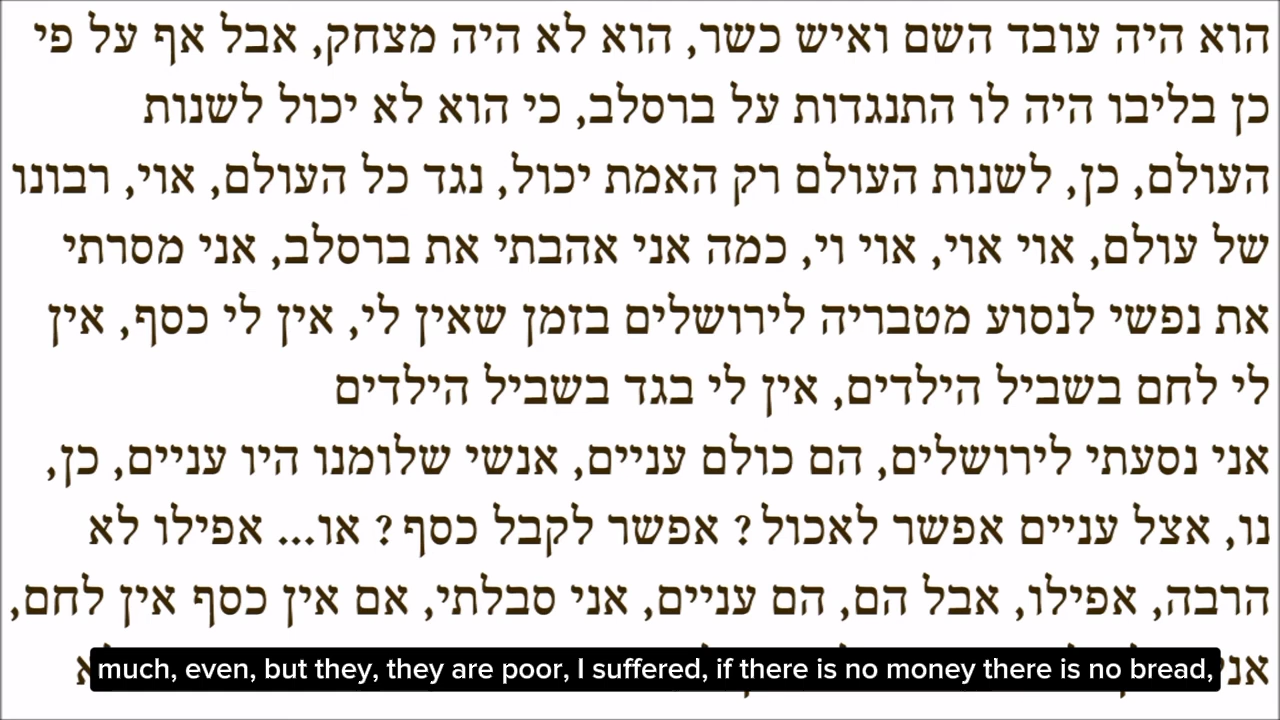 הוא היה עובד השם ואיש כשר, הוא לא היה מצחק, אבל אף על פי
כן בליבו היה לו התנגדות על ברסלב, כי הוא לא יכול לשנות
העולם, כן, לשנות העולם רק האמת יכול, נגד כל העולם, אוי, רבונו
של עולם, אוי אוי, אוי וי, כמה אני אהבתי את ברסלב, אני מסרתי
את נפשי לנסוע מטבריה לירושלים בזמן שאין לי, אין לי כסף, אין
לי לחם בשביל הילדים, אין לי בגד בשביל הילדים
אני נסעתי לירושלים, הם כולם עניים, אנשי שלומנו היו עניים, כן,
נו, אצל עניים אפשר לאכול? אפשר לקבל כסף? או... אפילו לא
הרבה, אפילו, אבל הם, הם עניים, אני סבלתי, אם אין כסף אין לחם,
much, even, but they, they are poor, I suffered, if there is no money there is no bread,